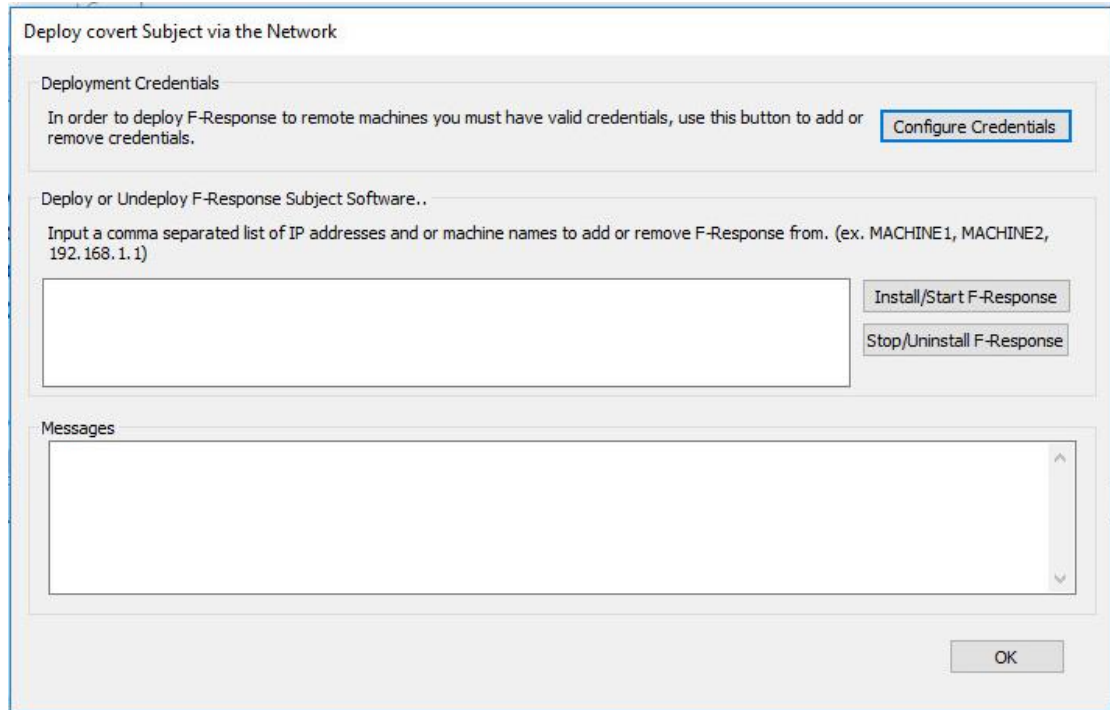 Deploy covert Subject via the Network
Deployment Credentials
In order to deploy F-Response to remote machines you must have valid credentials, use this button to add or
remove credentials.
Configure Credentials
Deploy or Undeploy F-Response Subject Software..
Input a comma separated list of IP addresses and or machine names to add or remove F-Response from. (ex. MACHINE1, MACHINE2,
192.168.1.1)
Install/Start F-Response
Stop/Uninstall F-Response
Messages
OK